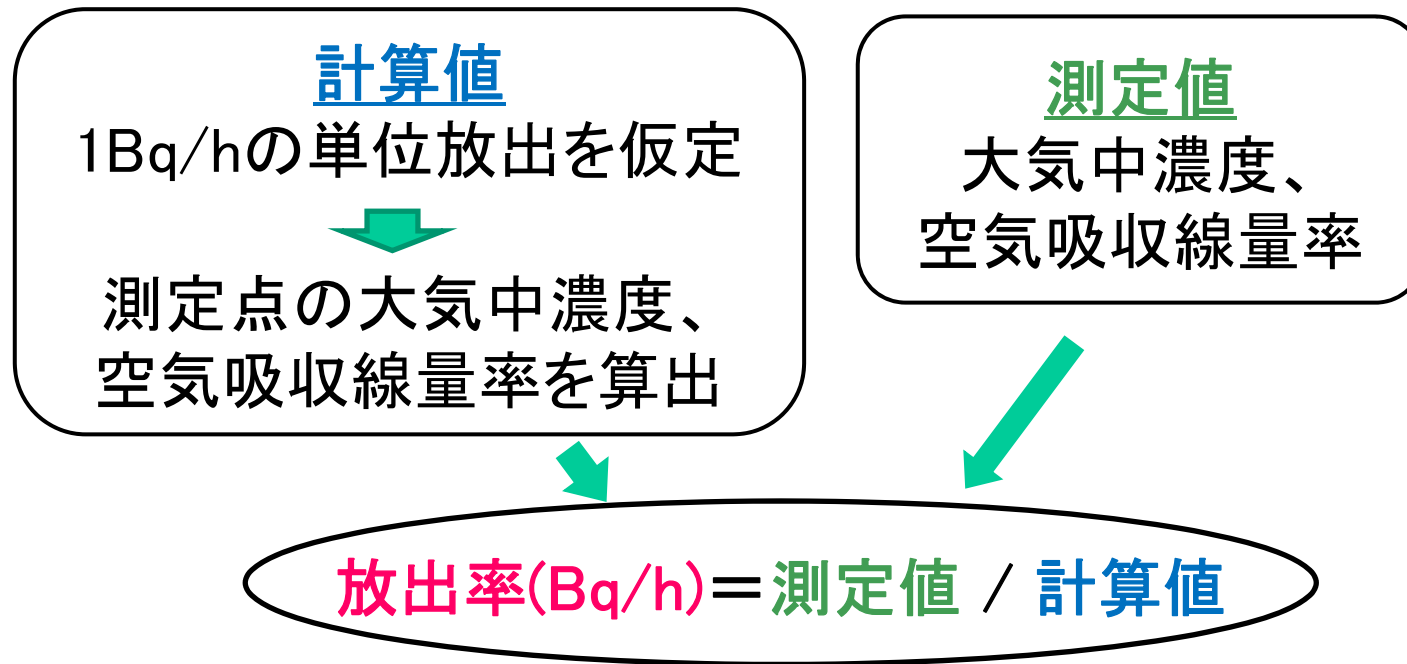 計算値
1Bq/hの単位放出を仮定
測定点の大気中濃度、
空気吸収線量率を算出
測定値
大気中濃度、
空気吸収線量率
放出率(Bq/h)＝測定値 / 計算値